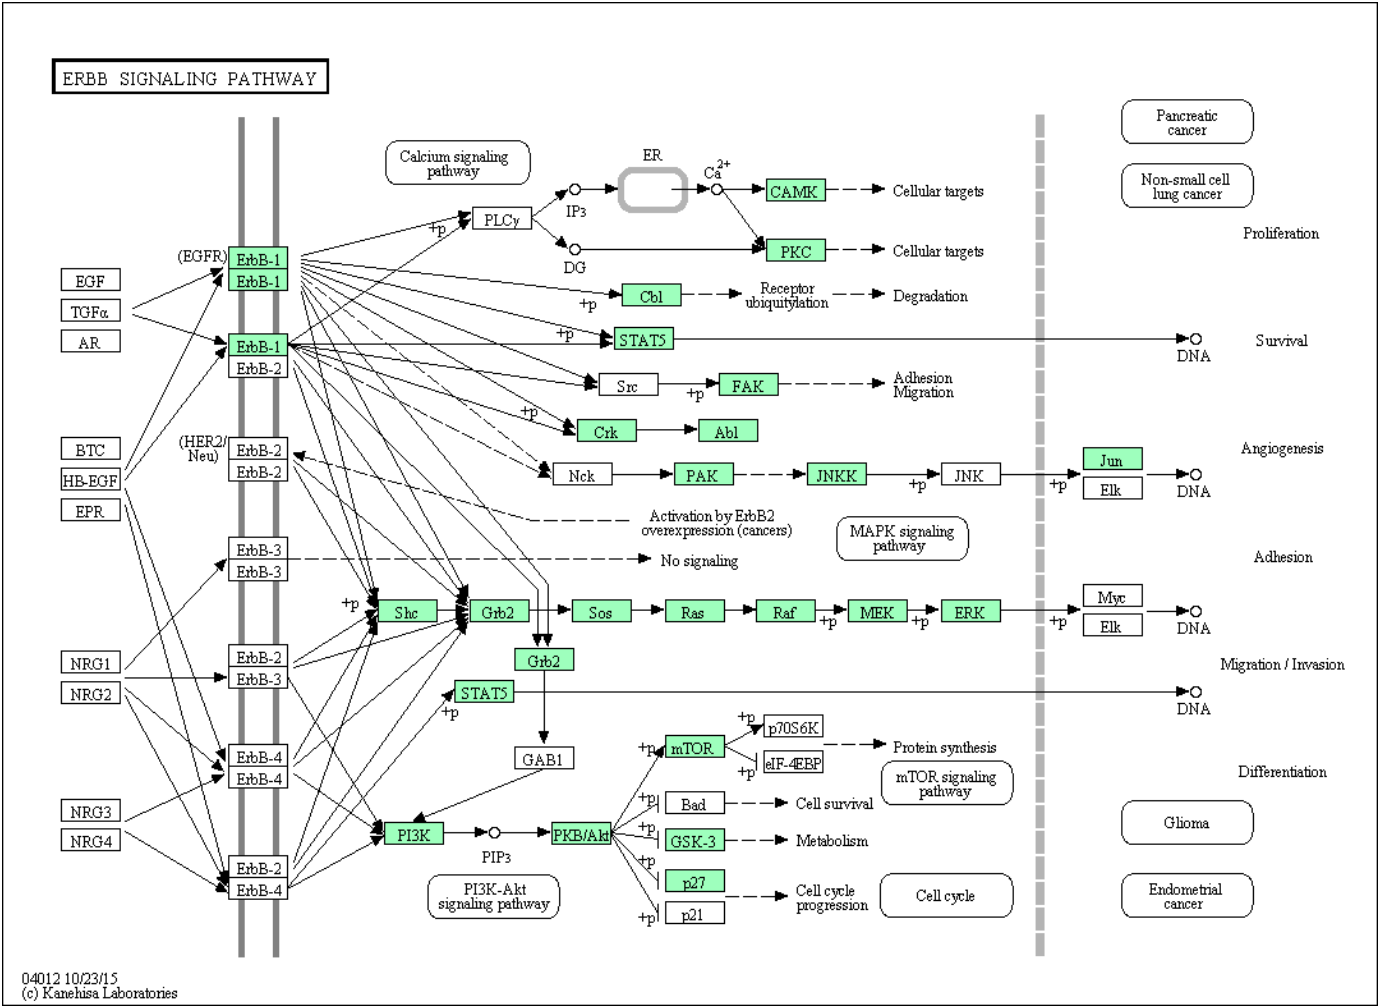 ERBB SIGNALING PATHWAY
Pancreatic
cancer
Calcium signaling
pathway
ER
Ca2+
Non-small cell
lung cancer
CAMK
Cellular targets
IP3
PLCγ
+p
Proliferation
(EGFR)
ErbB-1
ErbB-1
PKC
Cellular targets
DG
EGF
TGFα
AR
Cbl
+p
Receptor
ubiquitylation
Degradation
ErbB-1
ErbB-2
+p
STAT5
DNA
Survival
Src
+p
FAK
Adhesion
Migration
+p
Crk
Abl
BTC
HB-EGF
EPR
(HER2/
Neu)
ErbB-2
ErbB-2
Angiogenesis
Nck
PAK
JNKK
+p
JNK
+p
Jun
Elk
DNA
Activation by ErbB2
overexpression (cancers)
MAPK signaling
pathway
ErbB-3
ErbB-3
No signaling
Adhesion
+p
Shc
Grb2
Sos
Ras
Raf
+p
MEK
+p
ERK
+p
Myc
Elk
DNA
NRG1
NRG2
ErbB-2
ErbB-3
Grb2
Migration / Invasion
STAT5
+p
DNA
ErbB-4
ErbB-4
GAB1
+p
mTOR
+p
p70S6K
+p
eIF-4EBP
Protein synthesis
mTOR signaling
pathway
Differentiation
NRG3
NRG4
+p
Bad
Cell survival
Glioma
PI3K
PIP3
PKB/Akt
+p
GSK-3
Metabolism
ErbB-2
ErbB-4
PI3K-Akt
signaling pathway
+p
p27
+p
p21
Cell cycle
progression
Cell cycle
Endometrial
cancer
04012 10/23/15
(c) Kanehisa Laboratories